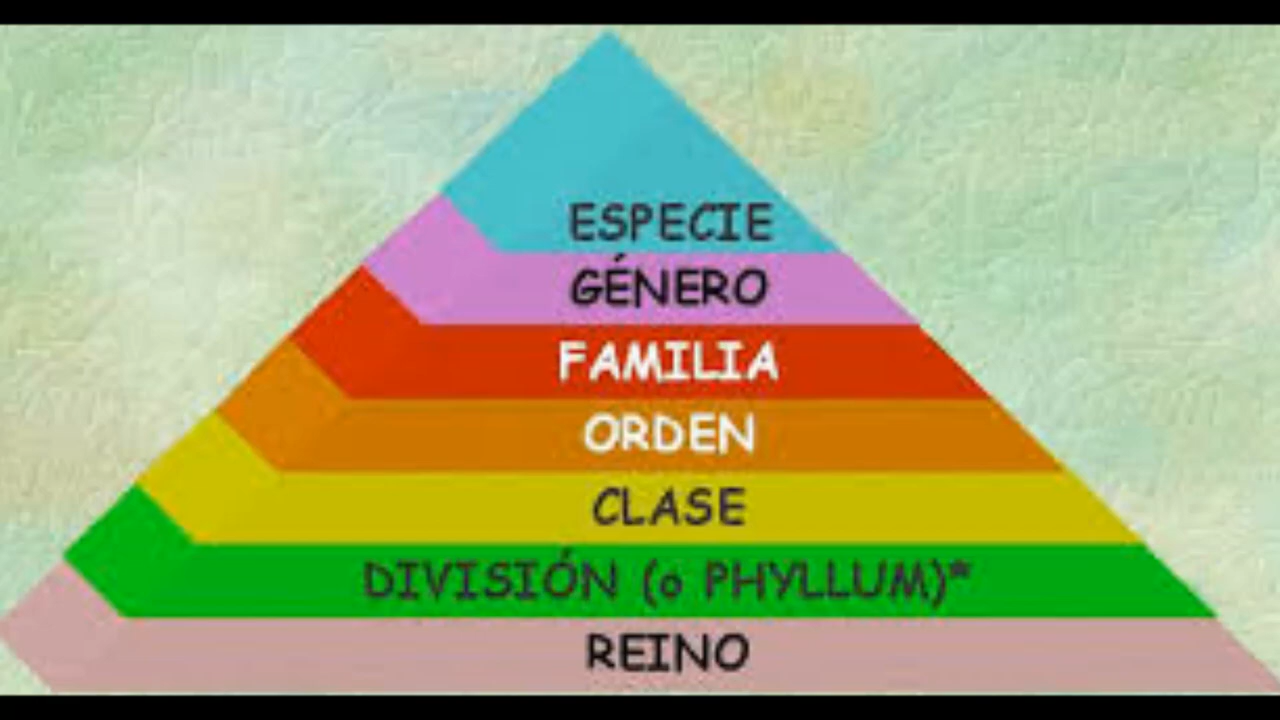 ESPECIE
GÉNERO
FAMILIA
ORDEN
CLASE
DIVISIÓN (o PHYLLUM)*
REINO